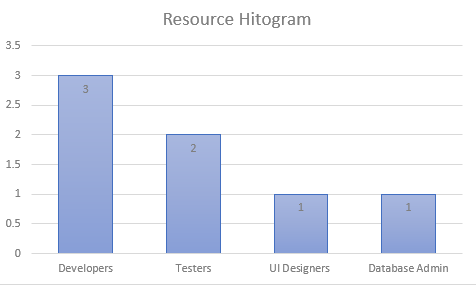 Resource Hitogram
3.5
3
2.5
2
1.5
1
0.5
0
3
2
1
1
Developers
Testers
UI Designers
Database Admin